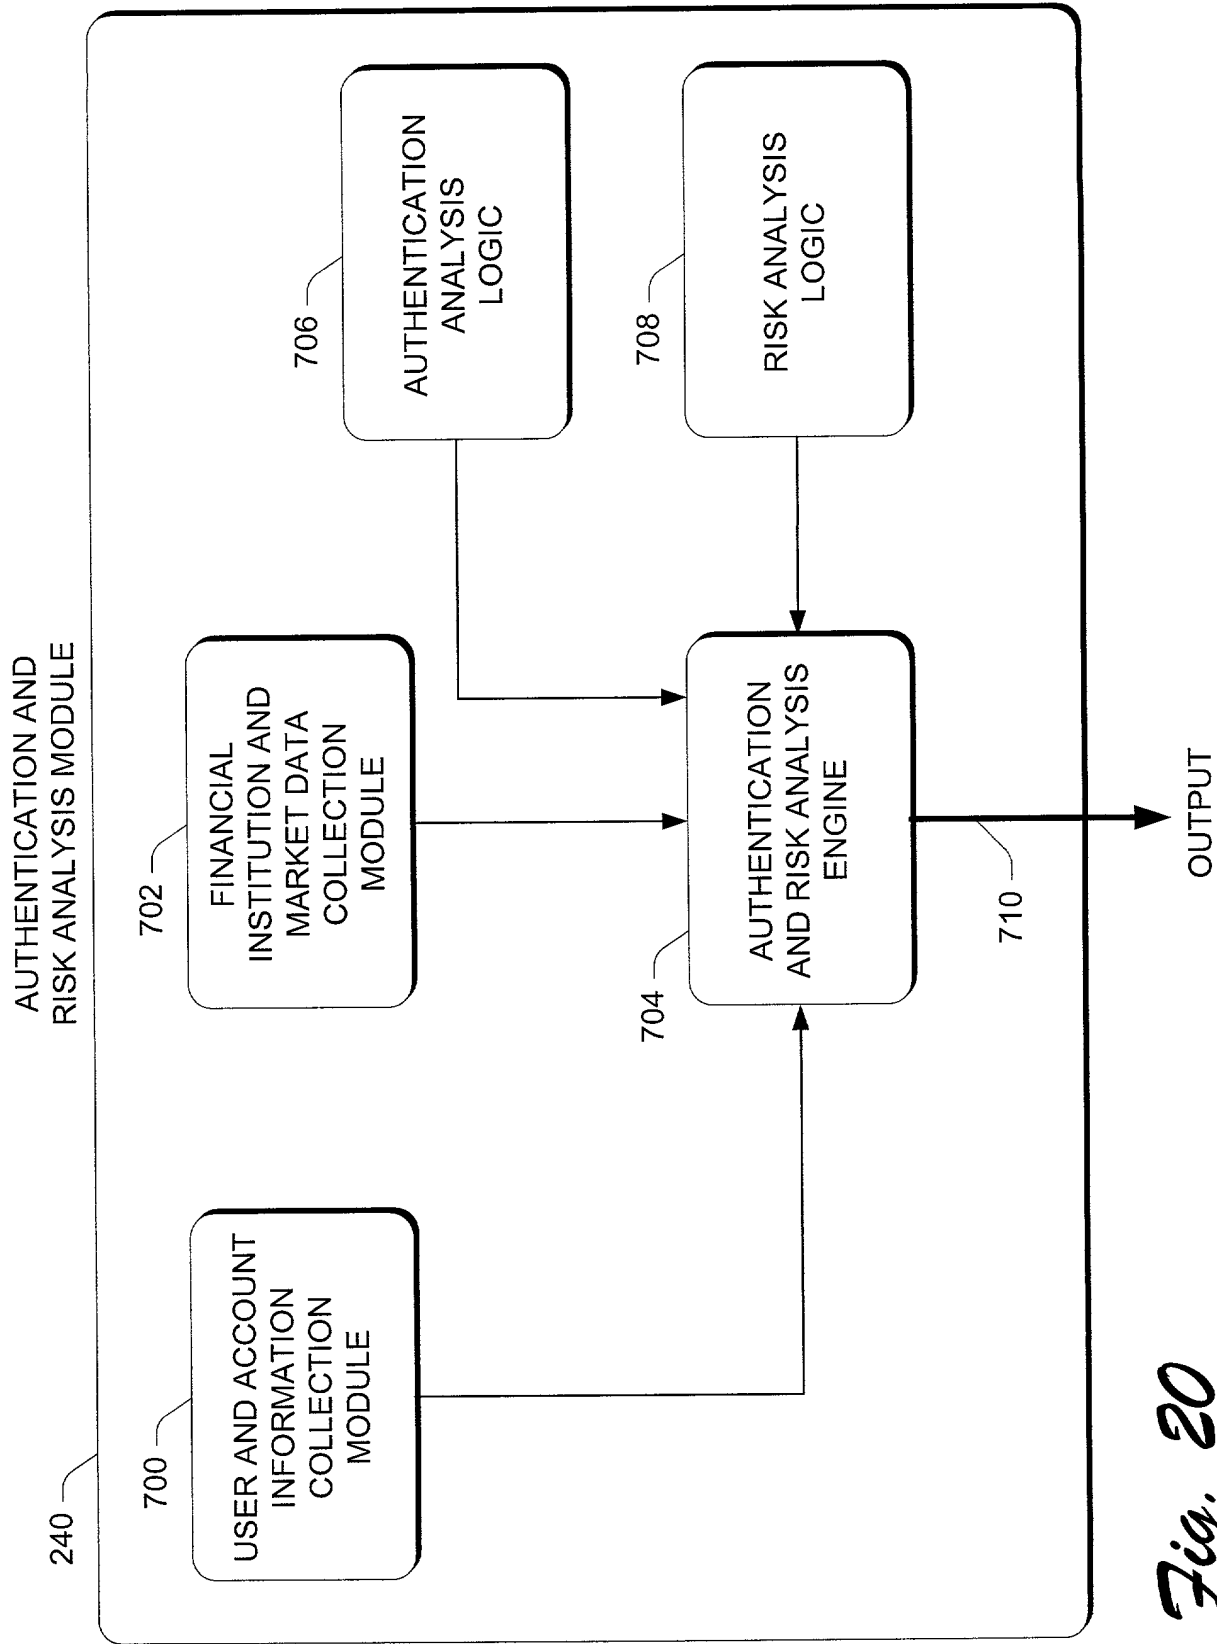 AUTHENTICATION AND
RISK ANALYSIS MODULE
240
700
USER AND ACCOUNT
INFORMATION
COLLECTION
MODULE
702
FINANCIAL
INSTITUTION AND
MARKET DATA
COLLECTION
MODULE
706
AUTHENTICATION
ANALYSIS
LOGIC
704
AUTHENTICATION
AND RISK ANALYSIS
ENGINE
708
RISK ANALYSIS
LOGIC
710
OUTPUT
Fig. 20